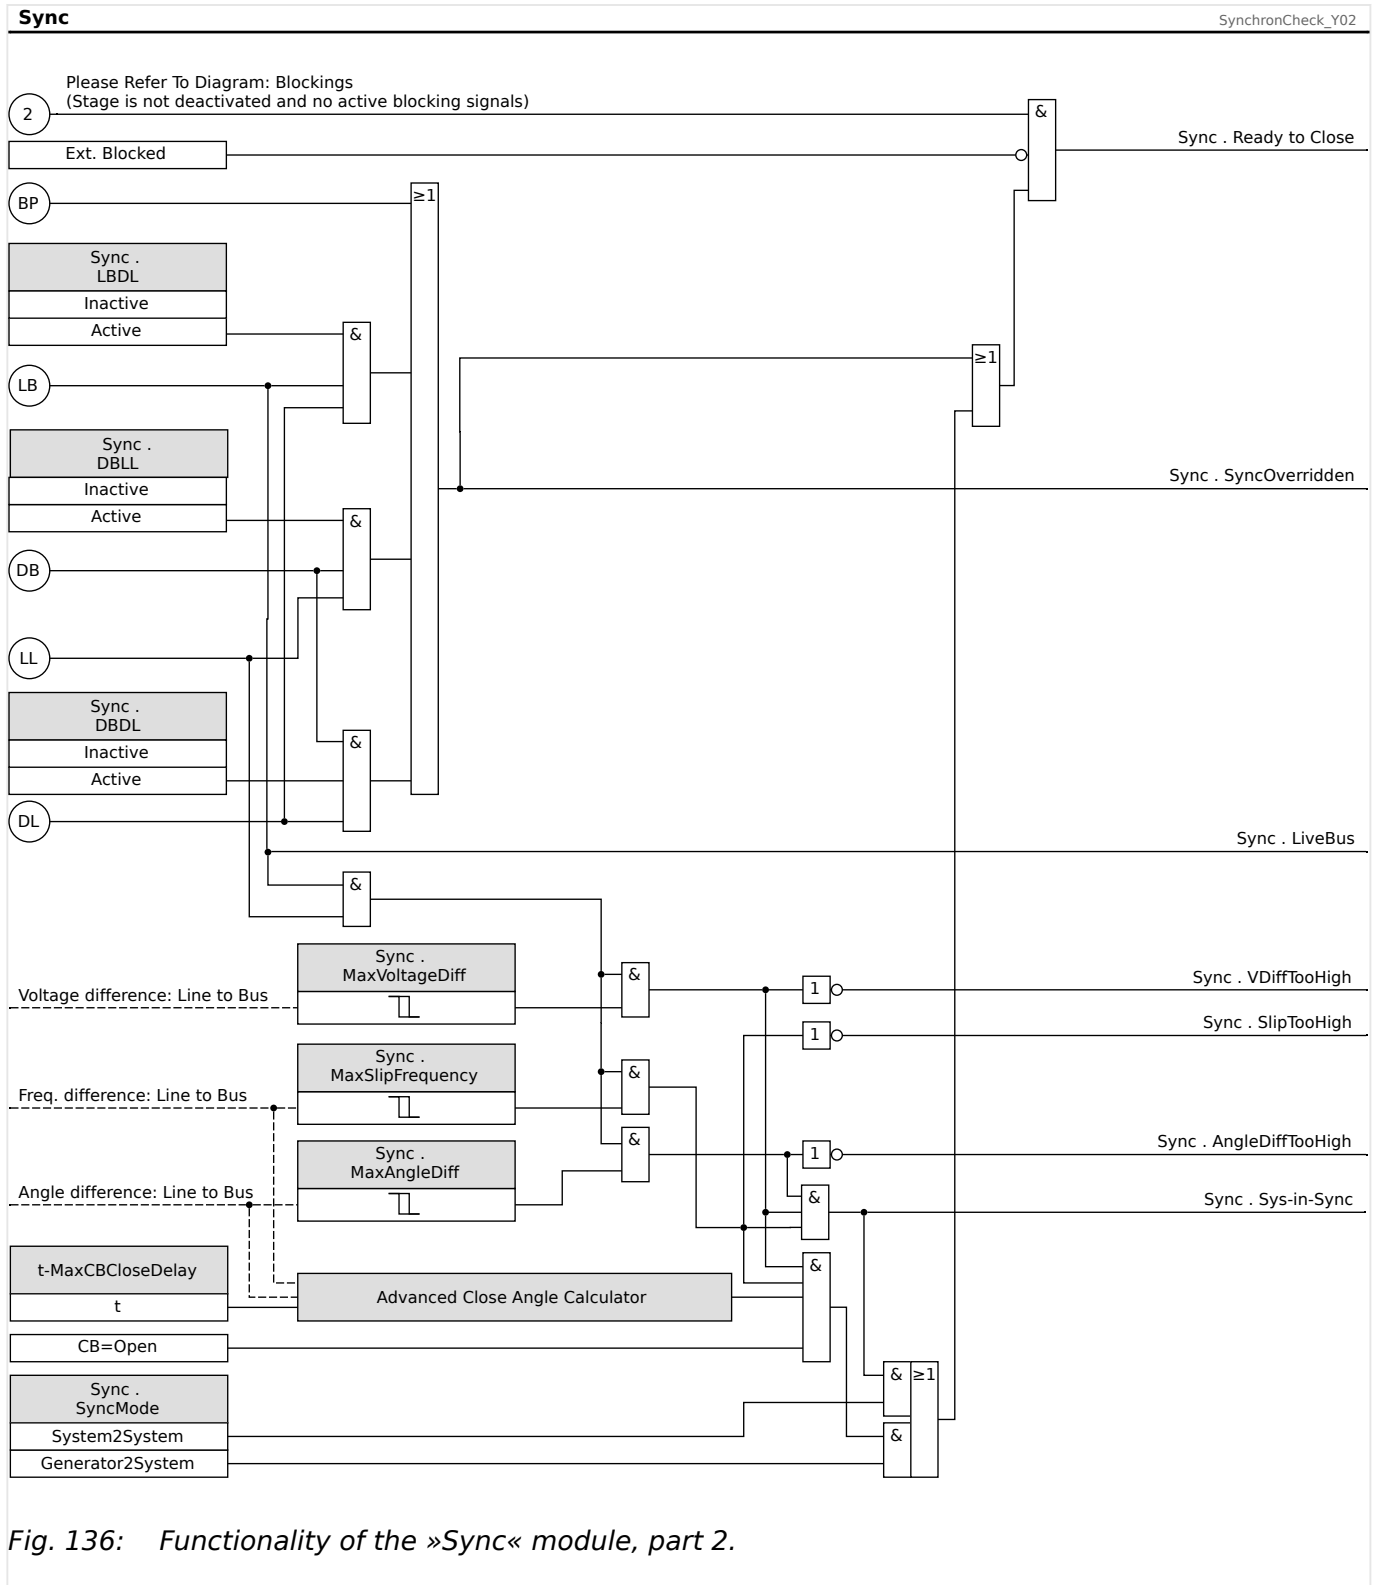 Sync
SynchronCheck_Y02
Please Refer To Diagram: Blockings
(Stage is not deactivated and no active blocking signals)
2
&
Sync . Ready to Close
Ext. Blocked
BP
≥1
Sync .
LBDL
Inactive
Active
&
≥1
LB
Sync .
DBLL
Inactive
Active
&
Sync . SyncOverridden
DB
LL
Sync .
DBDL
Inactive
Active
&
DL
Sync . LiveBus
&
Sync .
MaxVoltageDiff
&
Voltage difference: Line to Bus
1
Sync . VDiffTooHigh
1
Sync . SlipTooHigh
Sync .
MaxSlipFrequency
&
Freq. difference: Line to Bus
Sync .
MaxAngleDiff
&
1
Sync . AngleDiffTooHigh
Angle difference: Line to Bus
&
Sync . Sys-in-Sync
t-MaxCBCloseDelay
t
&
Advanced Close Angle Calculator
CB=Open
Sync .
SyncMode
System2System
Generator2System
&
≥1
&
Fig. 136: Functionality of the »Sync« module, part 2.